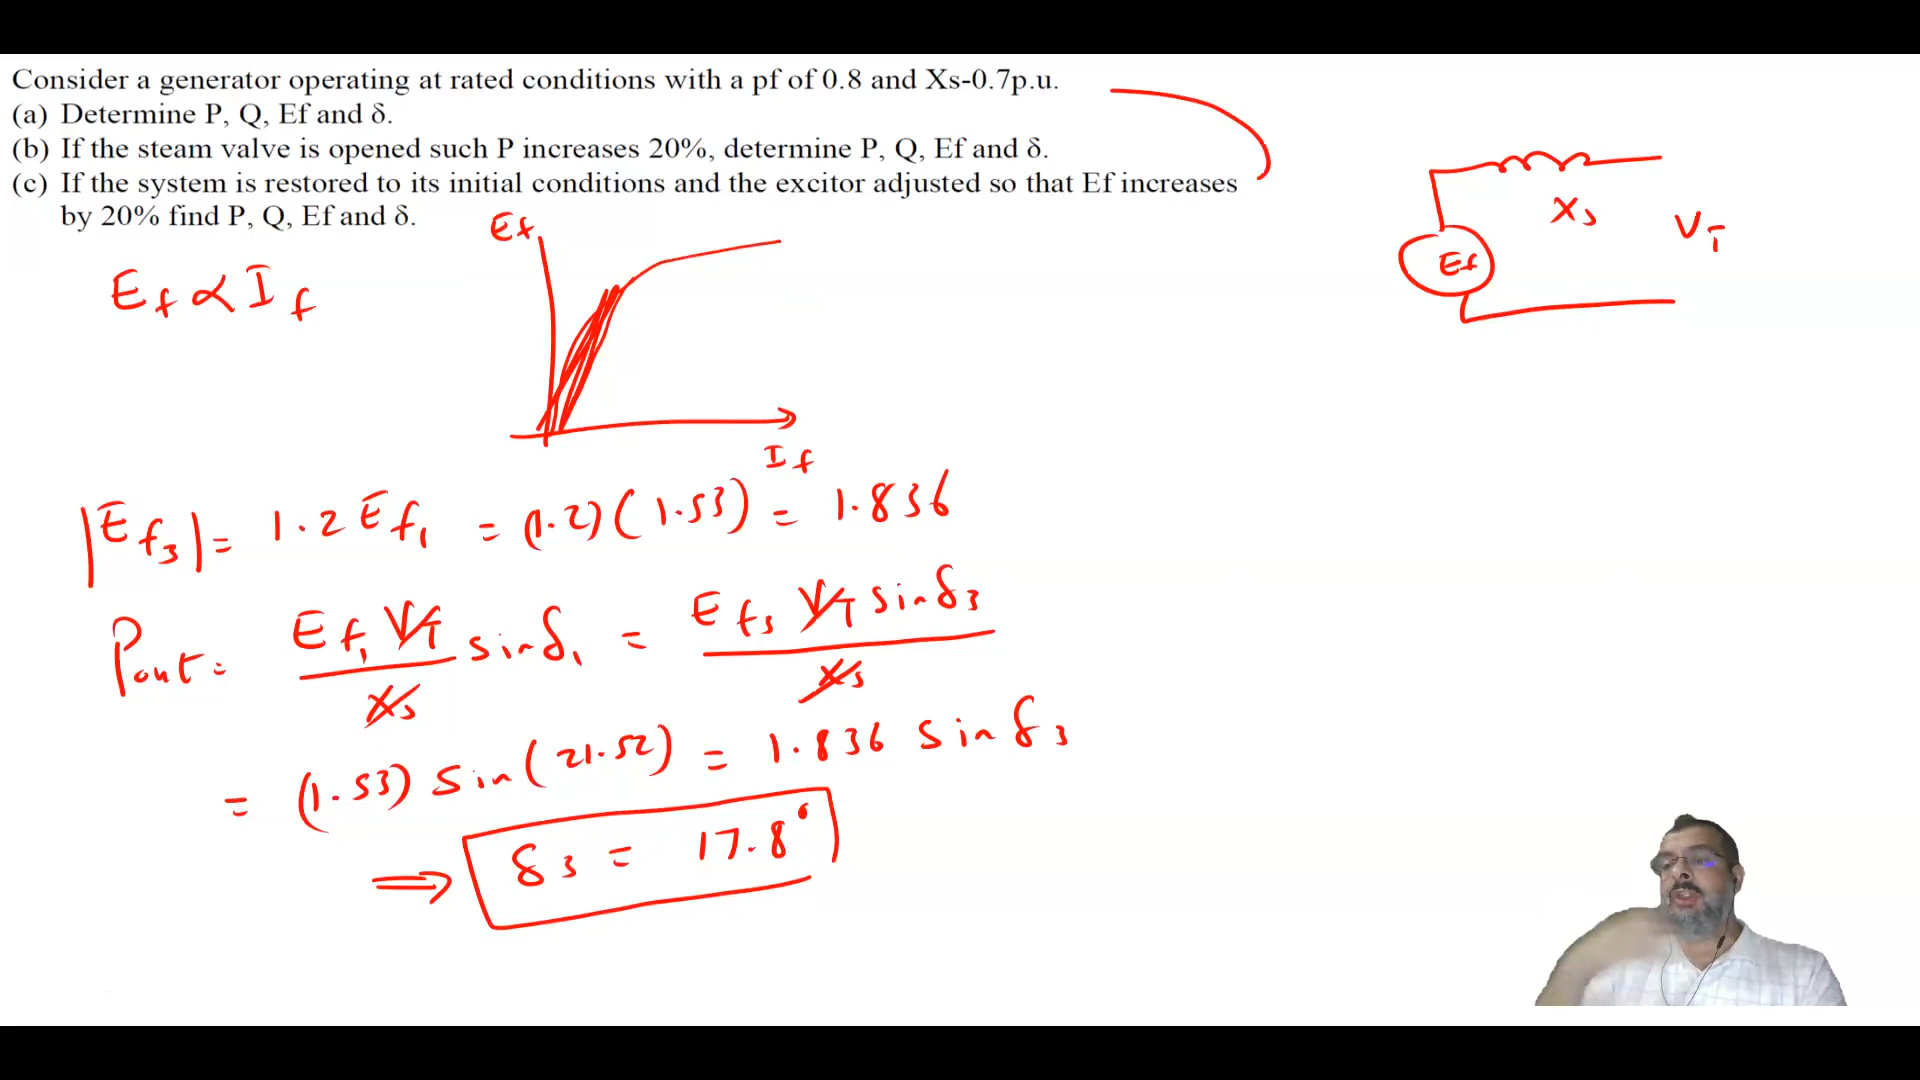 Consider a generator operating at rated conditions with a pf of 0.8 and Xs-0.7p.u.
(a) Determine P, Q, Ef and δ.
(b) If the steam valve is opened such P increases 20%, determine P, Q, Ef and δ.
(c) If the system is restored to its initial conditions and the excitor adjusted so that Ef increases
by 20% find P, Q, Ef and δ.
Ef
Xs
VT
Ef
Ef ∝ If
If
|Ef3| = 1.2 Ef1 = (1.2)(1.53) = 1.836
Pout = Ef1 VT / Xs sin δ1 = Ef3 VT sin δ3 / Xs
= (1.53) sin(21.52) = 1.836 sin δ3
⇒ δ3 = 17.8°